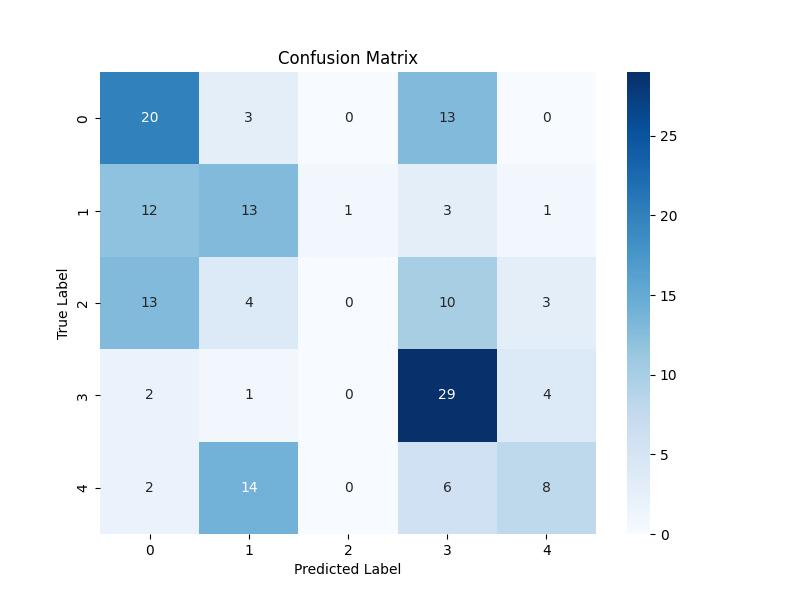 Confusion Matrix
True Label
0 20 3 0 13 0
1 12 13 1 3 1
2 13 4 0 10 3
3 2 1 0 29 4
4 2 14 0 6 8
0 1 2 3 4
Predicted Label
25
20
15
10
5
0